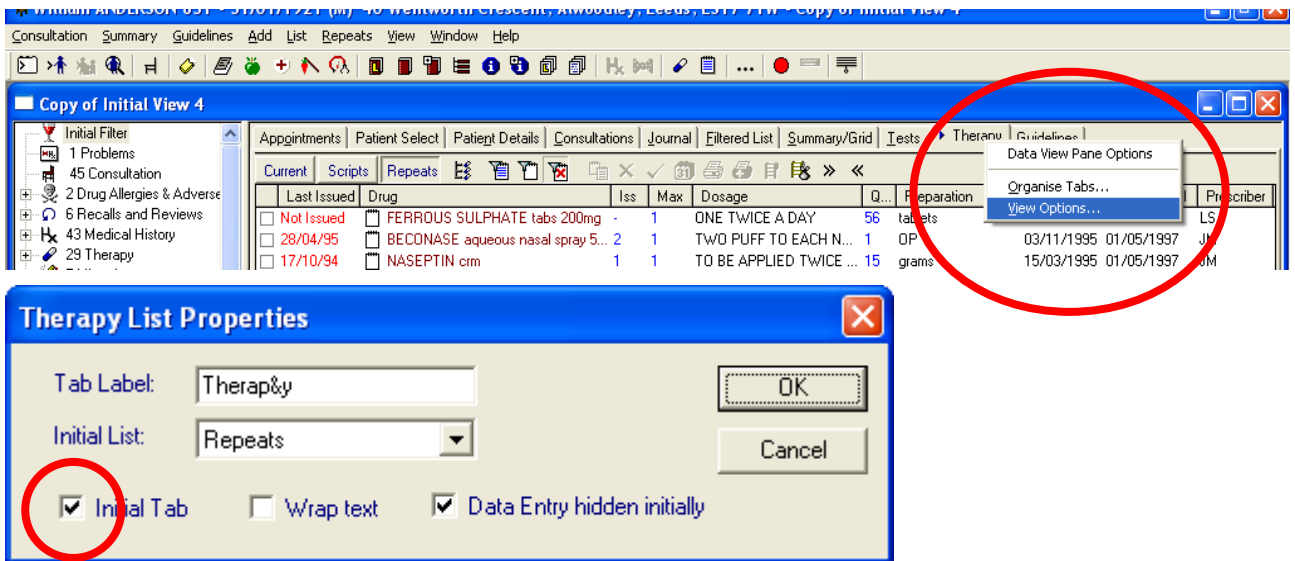 Consultation Summary Guidelines Add List Repeats View Window Help
Copy of Initial View 4
Initial Filter
1 Problems
45 Consultation
2 Drug Allergies & Adverse
6 Recalls and Reviews
43 Medical History
29 Therapy
Appointments Patient Select Patient Details Consultations Journal Filtered List Summary/Grid Tests Therapy Guidelines
Current Scripts Repeats
Last Issued Drug Iss Max Dosage Q... Preparation Prescriber
Not Issued FERROUS SULPHATE tabs 200mg - 1 ONE TWICE A DAY 56 tablets LS
28/04/95 BECONASE aqueous nasal spray 5... 2 1 TWO PUFF TO EACH N... 1 OP 03/11/1995 01/05/1997 JM
17/10/94 NASEPTIN crm 1 1 TO BE APPLIED TWICE ... 15 grams 15/03/1995 01/05/1997 JM
Data View Pane Options
Organise Tabs...
View Options...
Therapy List Properties
Tab Label: Therap&y
OK
Initial List: Repeats
Cancel
Initial Tab Wrap text Data Entry hidden initially